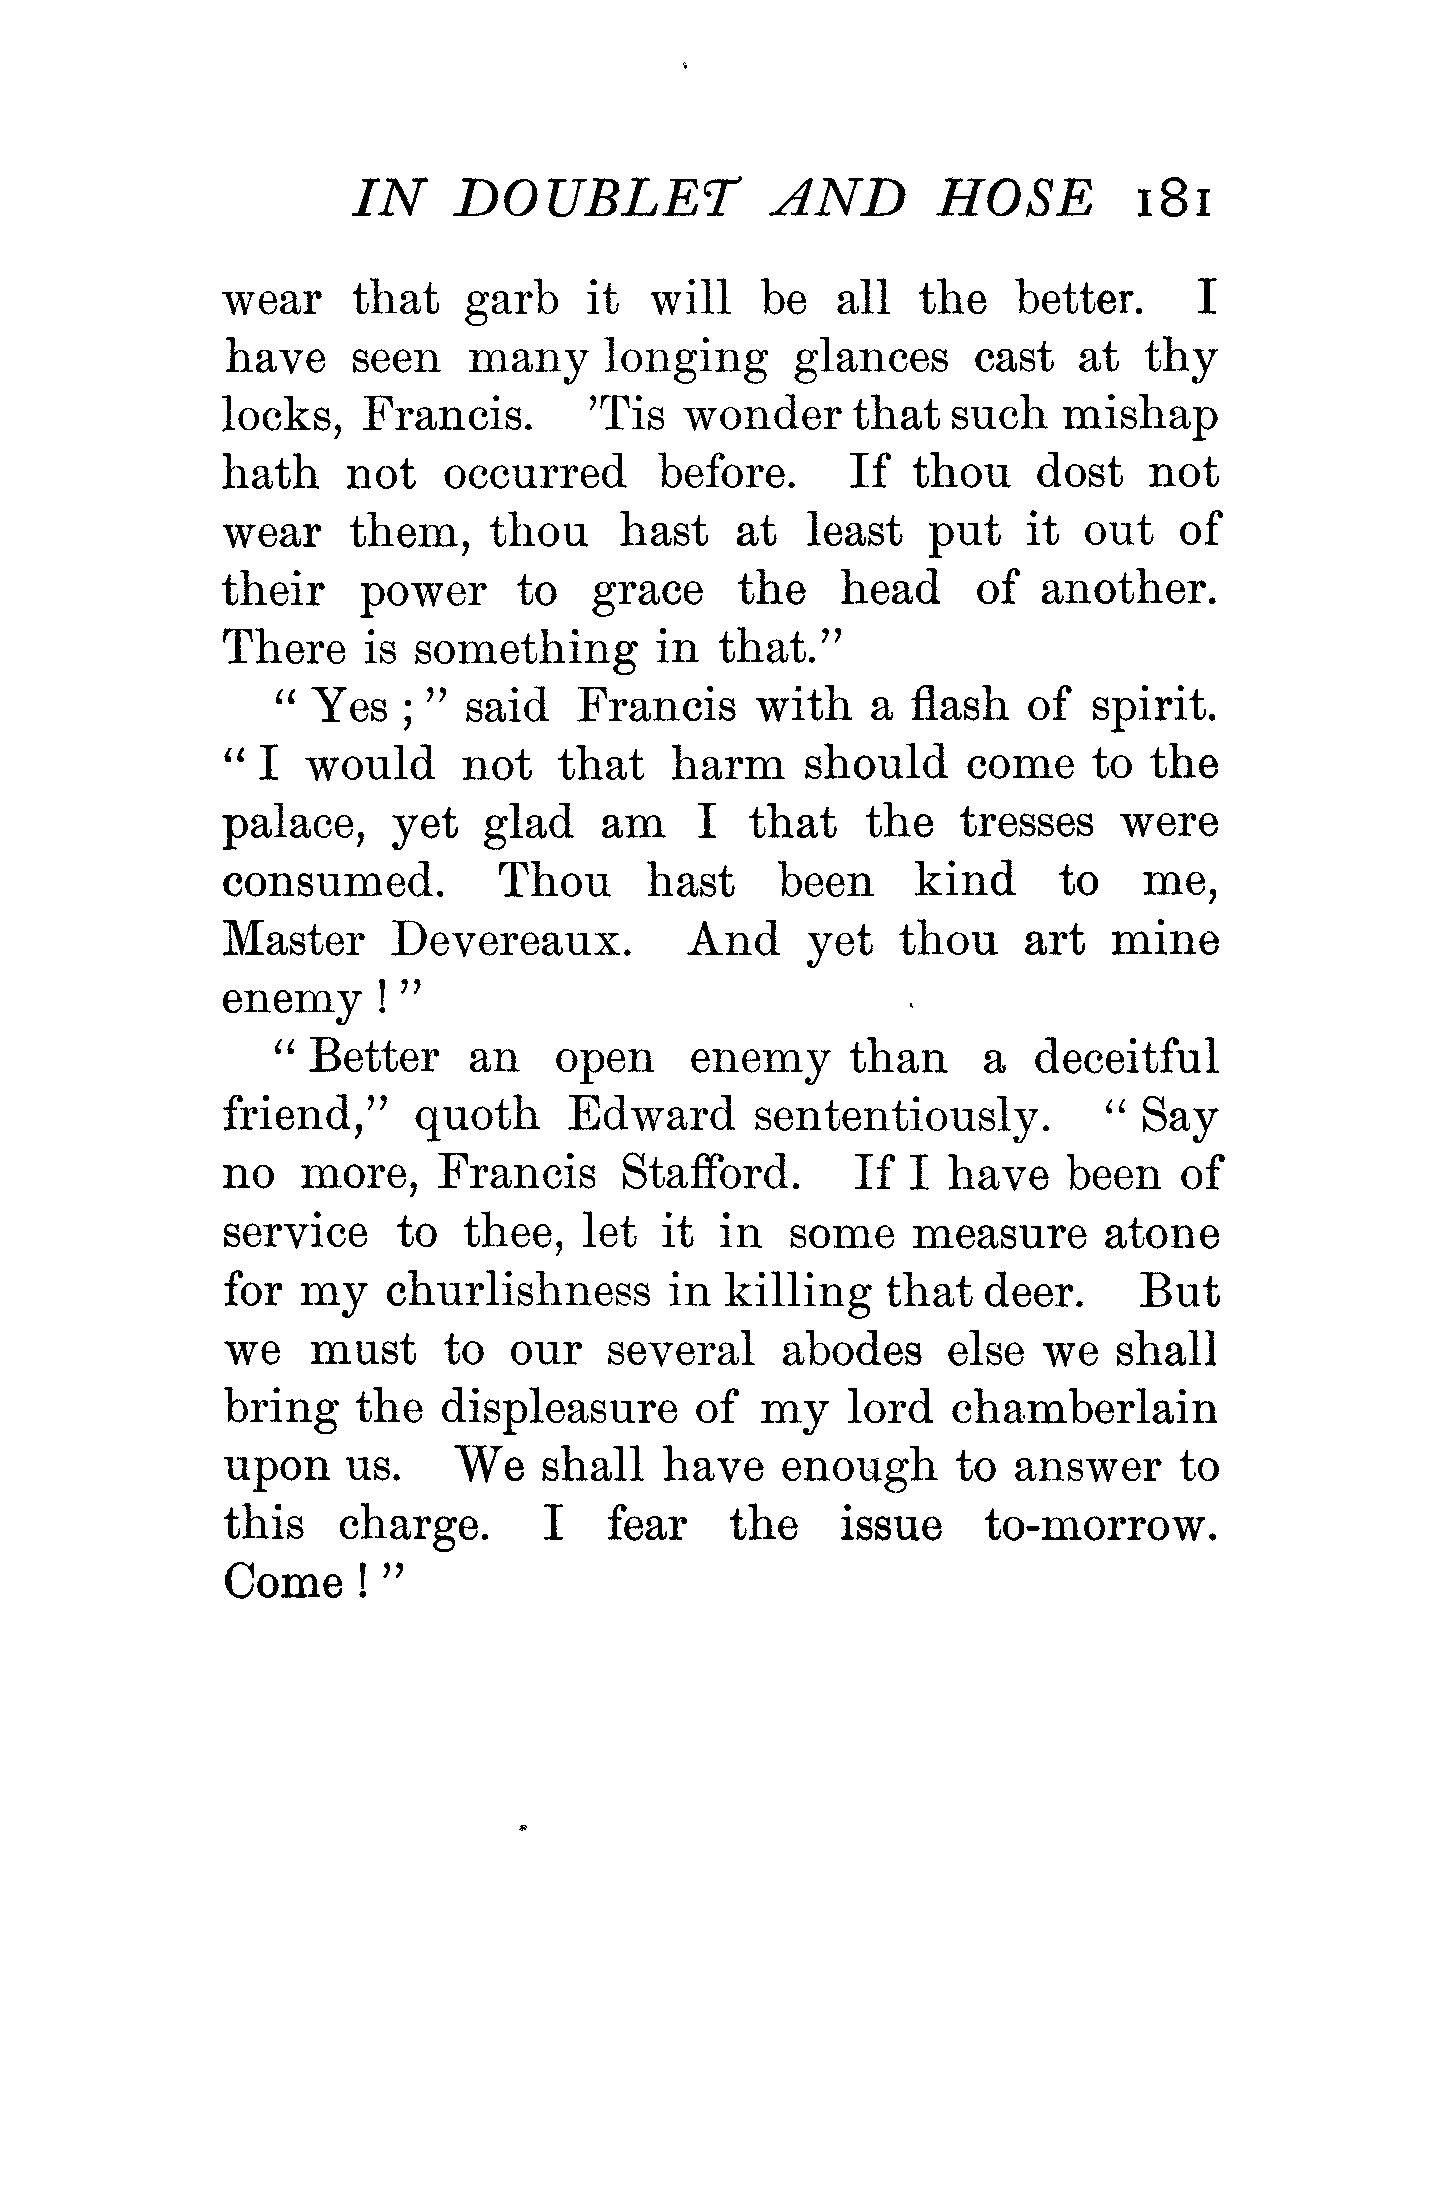 IN DOUBLET AND HOSE 181
wear that garb it will be all the better. I
have seen many longing glances cast at thy
locks, Francis. ’Tis wonder that such mishap
hath not occurred before. If thou dost not
wear them, thou hast at least put it out of
their power to grace the head of another.
There is something in that.”
“ Yes ; ” said Francis with a flash of spirit.
“ I would not that harm should come to the
palace, yet glad am I that the tresses were
consumed. Thou hast been kind to me,
Master Devereaux. And yet thou art mine
enemy ! ”
“ Better an open enemy than a deceitful
friend,” quoth Edward sententiously. “ Say
no more, Francis Stafford. If I have been of
service to thee, let it in some measure atone
for my churlishness in killing that deer. But
we must to our several abodes else we shall
bring the displeasure of my lord chamberlain
upon us. We shall have enough to answer to
this charge. I fear the issue to-morrow.
Come ! ”